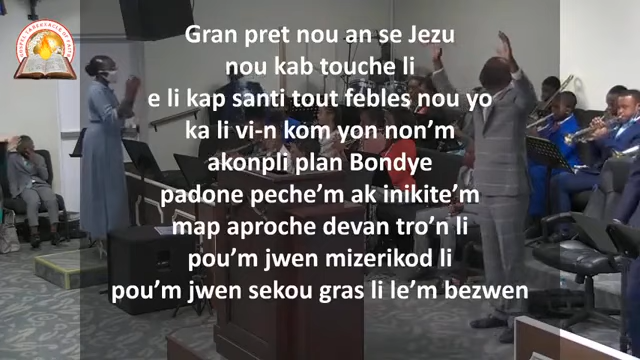 Gran pret nou an se Jezu
nou kab touche li
e li kap santi tout febles nou yo
ka li vi-n kom yon non'm
akonpli plan Bondye
padone peche'm ak inikite'm
map aproche devan tro'n li
pou'm jwen mizerikod li
pou'm jwen sekou gras li le'm bezwen